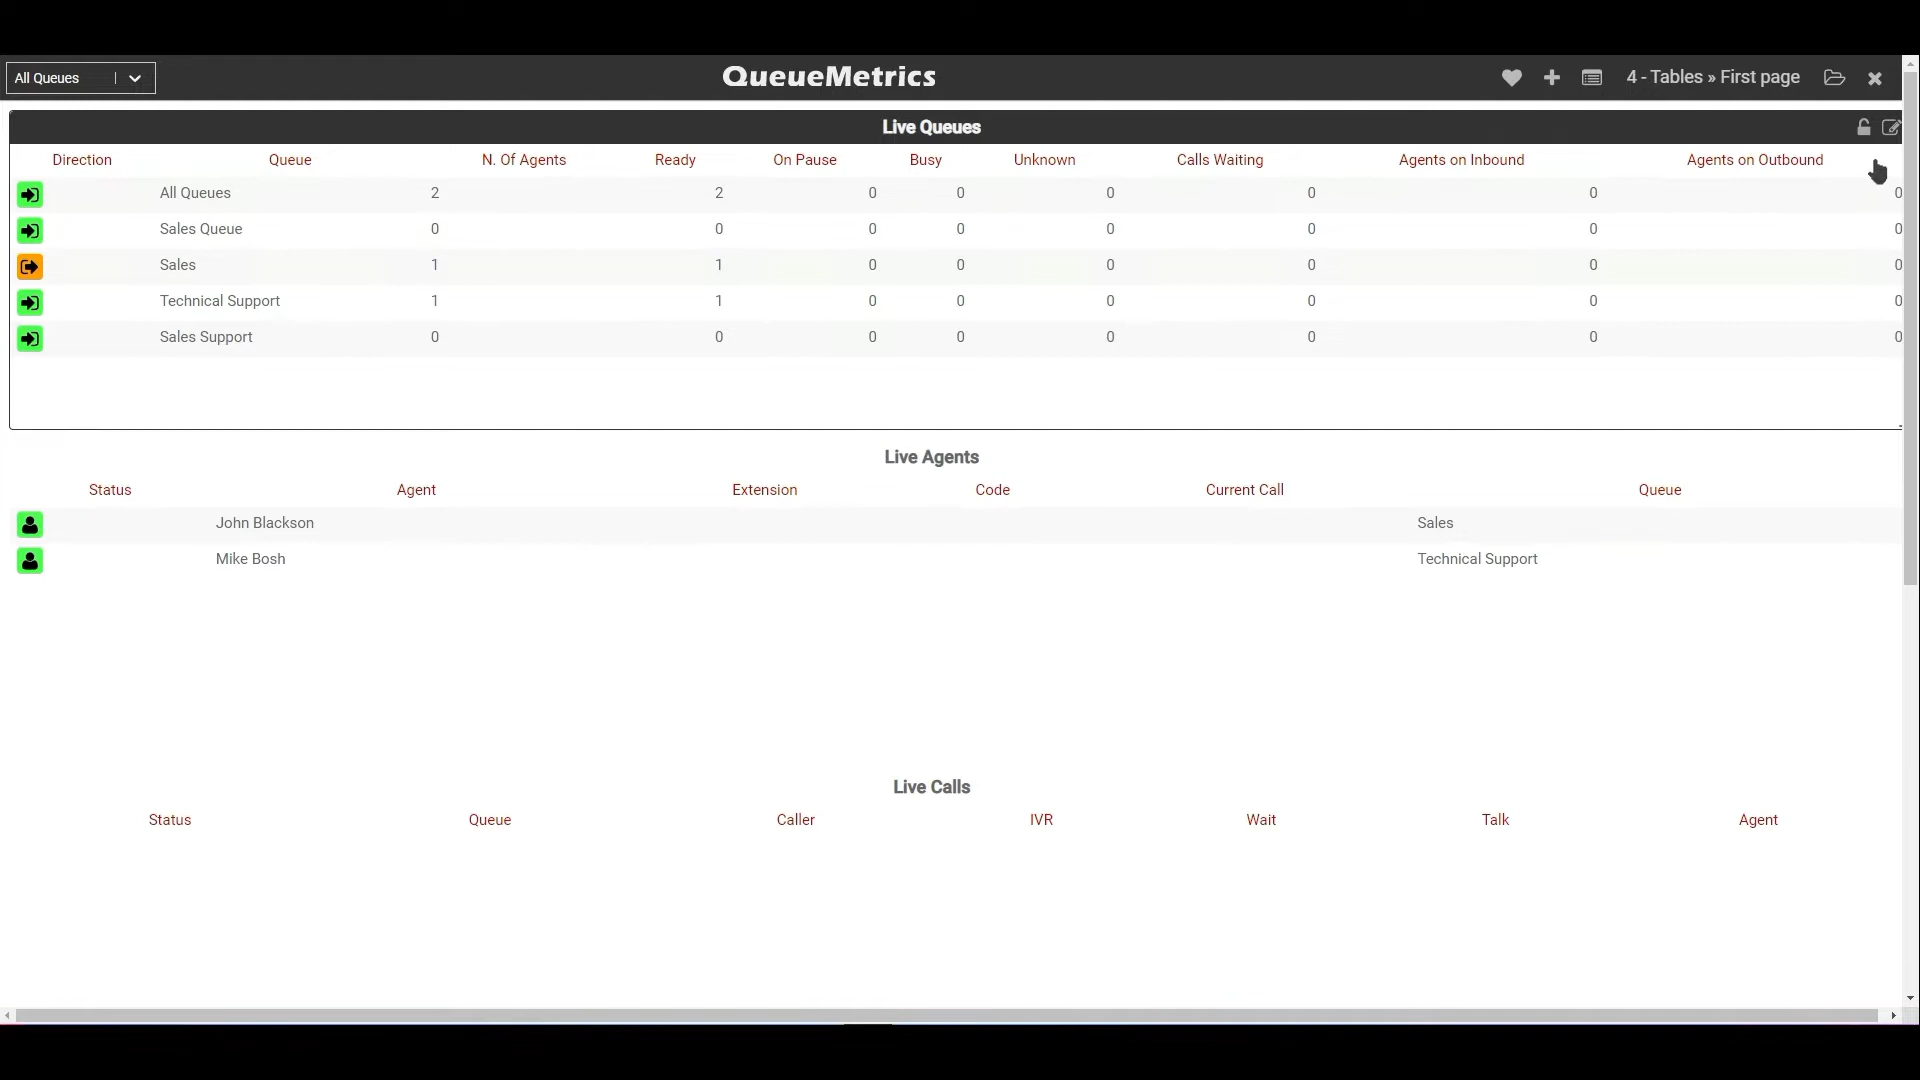 All Queues
QueueMetrics
4 - Tables » First page
Live Queues
Direction Queue N. Of Agents Ready On Pause Busy Unknown Calls Waiting Agents on Inbound Agents on Outbound
All Queues 2 2 0 0 0 0 0 0
Sales Queue 0 0 0 0 0 0 0 0
Sales 1 1 0 0 0 0 0 0
Technical Support 1 1 0 0 0 0 0 0
Sales Support 0 0 0 0 0 0 0 0
Live Agents
Status Agent Extension Code Current Call Queue
John Blackson Sales
Mike Bosh Technical Support
Live Calls
Status Queue Caller IVR Wait Talk Agent